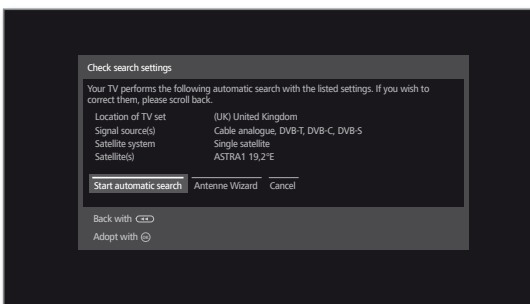 Check search settings
Your TV performs the following automatic search with the listed settings. If you wish to
correct them, please scroll back.
Location of TV set (UK) United Kingdom
Signal source(s) Cable analogue, DVB-T, DVB-C, DVB-S
Satellite system Single satellite
Satellite(s) ASTRA1 19,2°E
Start automatic search Antenne Wizard Cancel
Back with
Adopt with OK